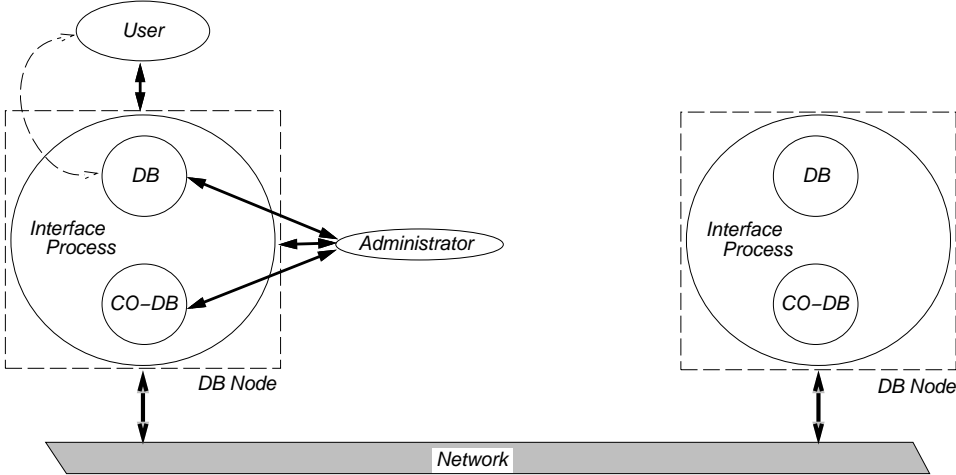 User
DB
Interface
Process
CO-DB
Administrator
DB Node
DB
Interface
Process
CO-DB
DB Node
Network